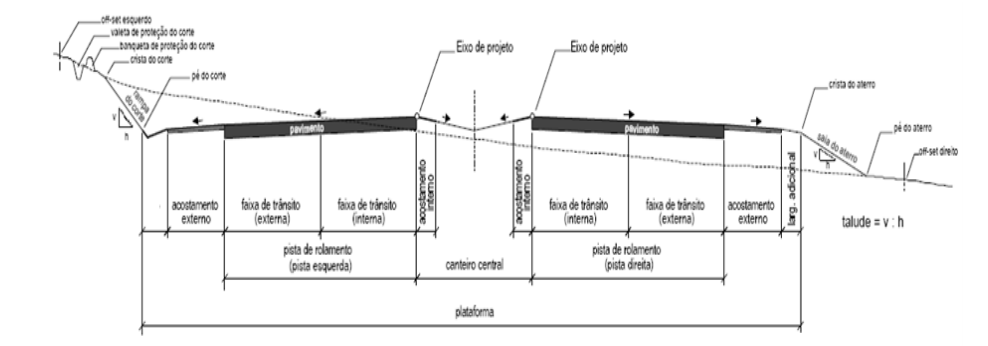 off-set esquerdo
valeta de proteção do corte
banqueta de proteção do corte
crista do corte
pé do corte
rampa
do corte
v
h
Eixo de projeto
Eixo de projeto
crista do aterro
pé do aterro
off-set direito
saia do aterro
v
h
pavimento
pavimento
acostamento
externo
faixa de trânsito
(externa)
faixa de trânsito
(interna)
acostamento
interno
acostamento
interno
faixa de trânsito
(interna)
faixa de trânsito
(externa)
acostamento
externo
larg. adicional
talude = v : h
pista de rolamento
(pista esquerda)
canteiro central
pista de rolamento
(pista direita)
plataforma